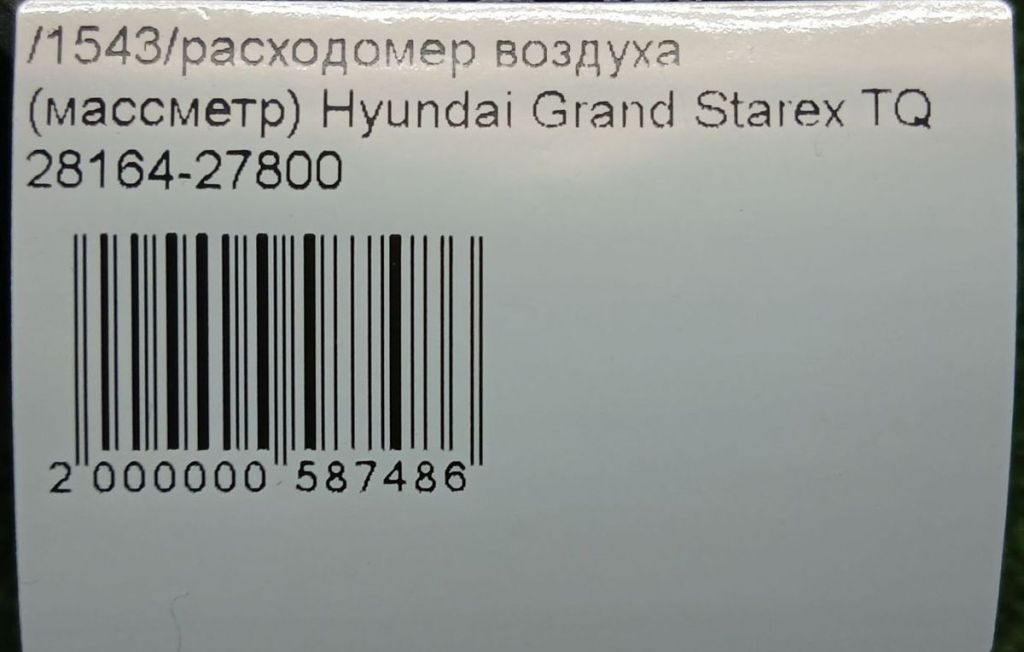 /1543/расходомер воздуха
(массметр) Hyundai Grand Starex TQ
28164-27800
2 000000 587486